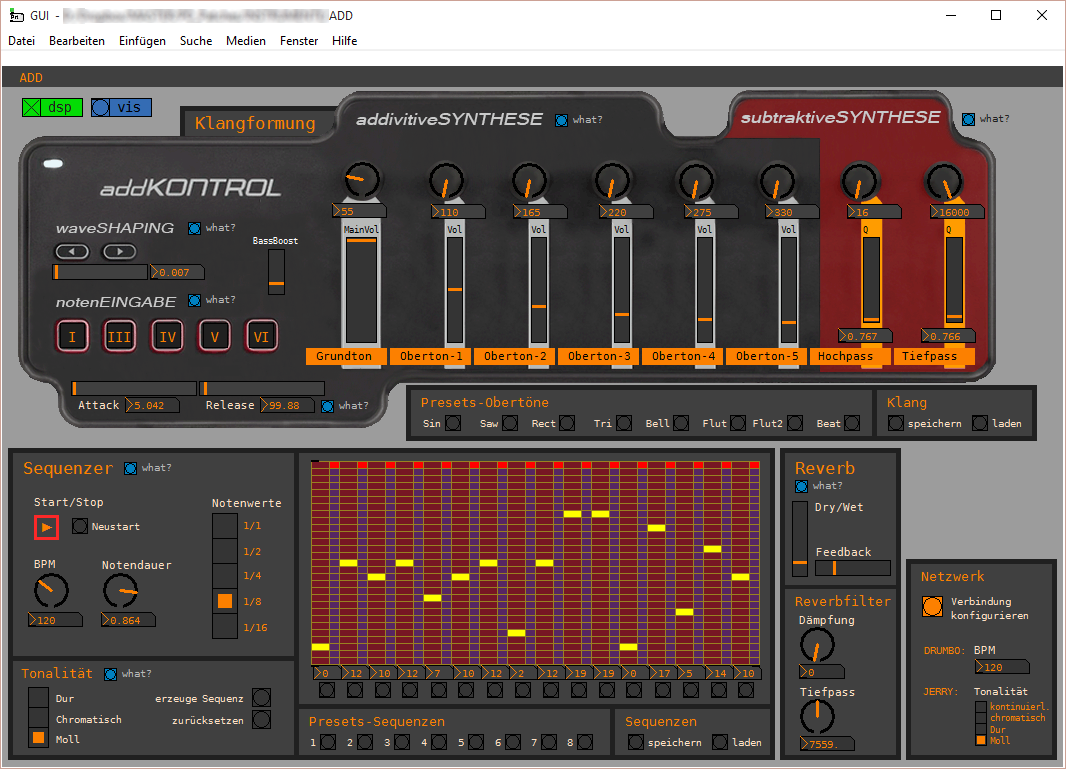 GUI - ADD
Datei Bearbeiten Einfügen Suche Medien Fenster Hilfe
ADD
dsp vis
Klangformung
addivitiveSYNTHESE what?
subtraktiveSYNTHESE what?
addKONTROL
55 110 165 220 275 330 16 16000
waveSHAPING what?
BassBoost
MainVol Vol Vol Vol Vol Vol Q Q
0.007
notenEINGABE what?
I III IV V VI
0.767 0.766
Grundton Oberton-1 Oberton-2 Oberton-3 Oberton-4 Oberton-5 Hochpass Tiefpass
Attack 5.042 Release 99.88 what?
Presets-Obertöne
Sin Saw Rect Tri Bell Flut Flut2 Beat
Klang
speichern laden
Sequenzer what?
Start/Stop
Neustart
Notenwerte
1/1
1/2
1/4
1/8
1/16
BPM
120
Notendauer
0.864
0 12 10 12 7 10 12 2 12 19 19 0 17 5 14 10
Tonalität what?
Dur
Chromatisch
Moll
erzeuge Sequenz
zurücksetzen
Presets-Sequenzen
1 2 3 4 5 6 7 8
Sequenzen
speichern laden
Reverb
what?
Dry/Wet
Feedback
Reverbfilter
Dämpfung
0
Tiefpass
7559.
Netzwerk
Verbindung
konfigurieren
DRUMBO: BPM
120
JERRY: Tonalität
kontinuierl.
chromatisch
Dur
Moll